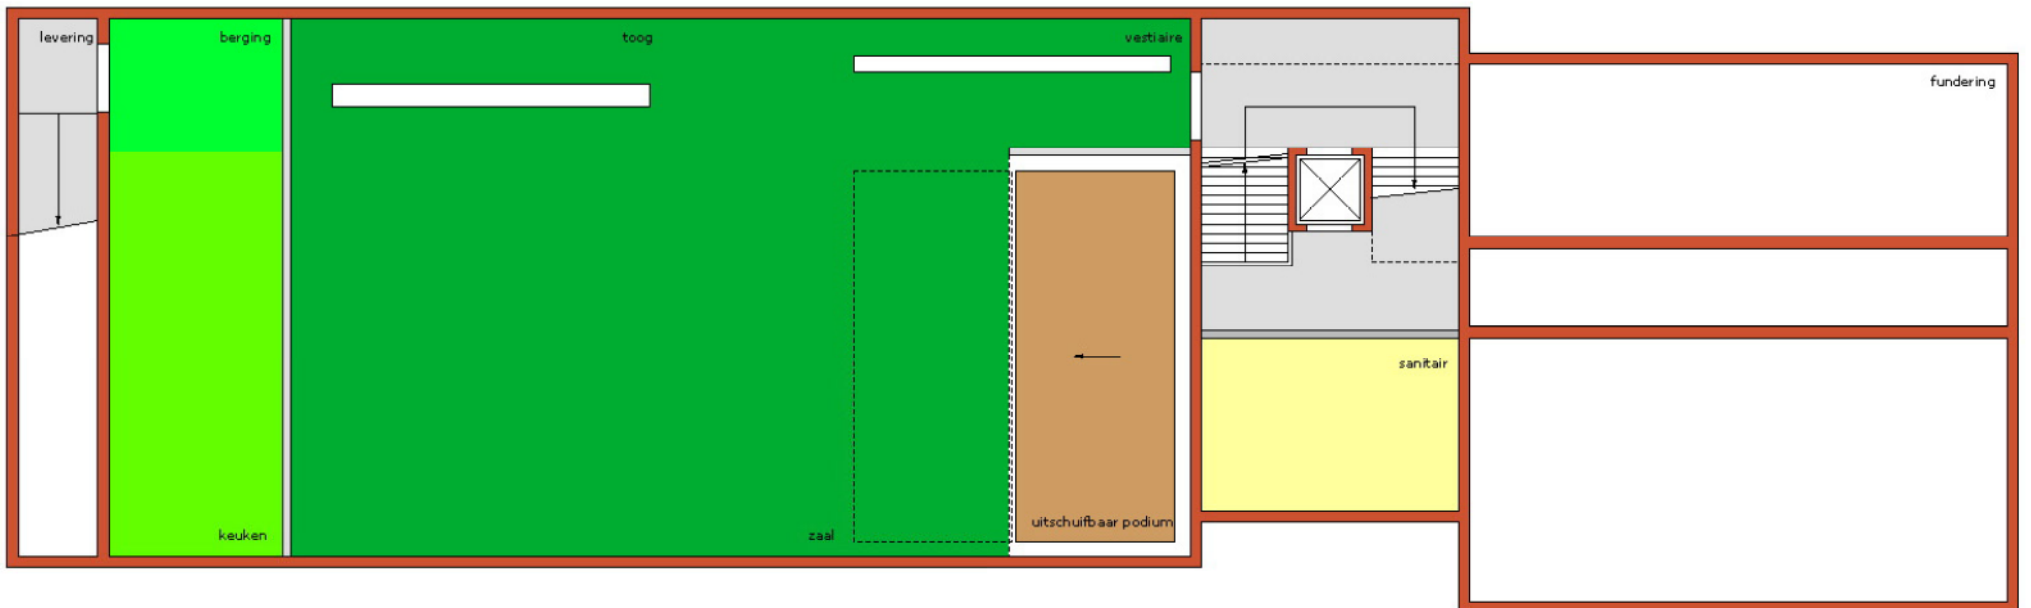 levering
berging
toog
vestiaire
fundering
sanitair
uitschuifbaar podium
keuken
zaal